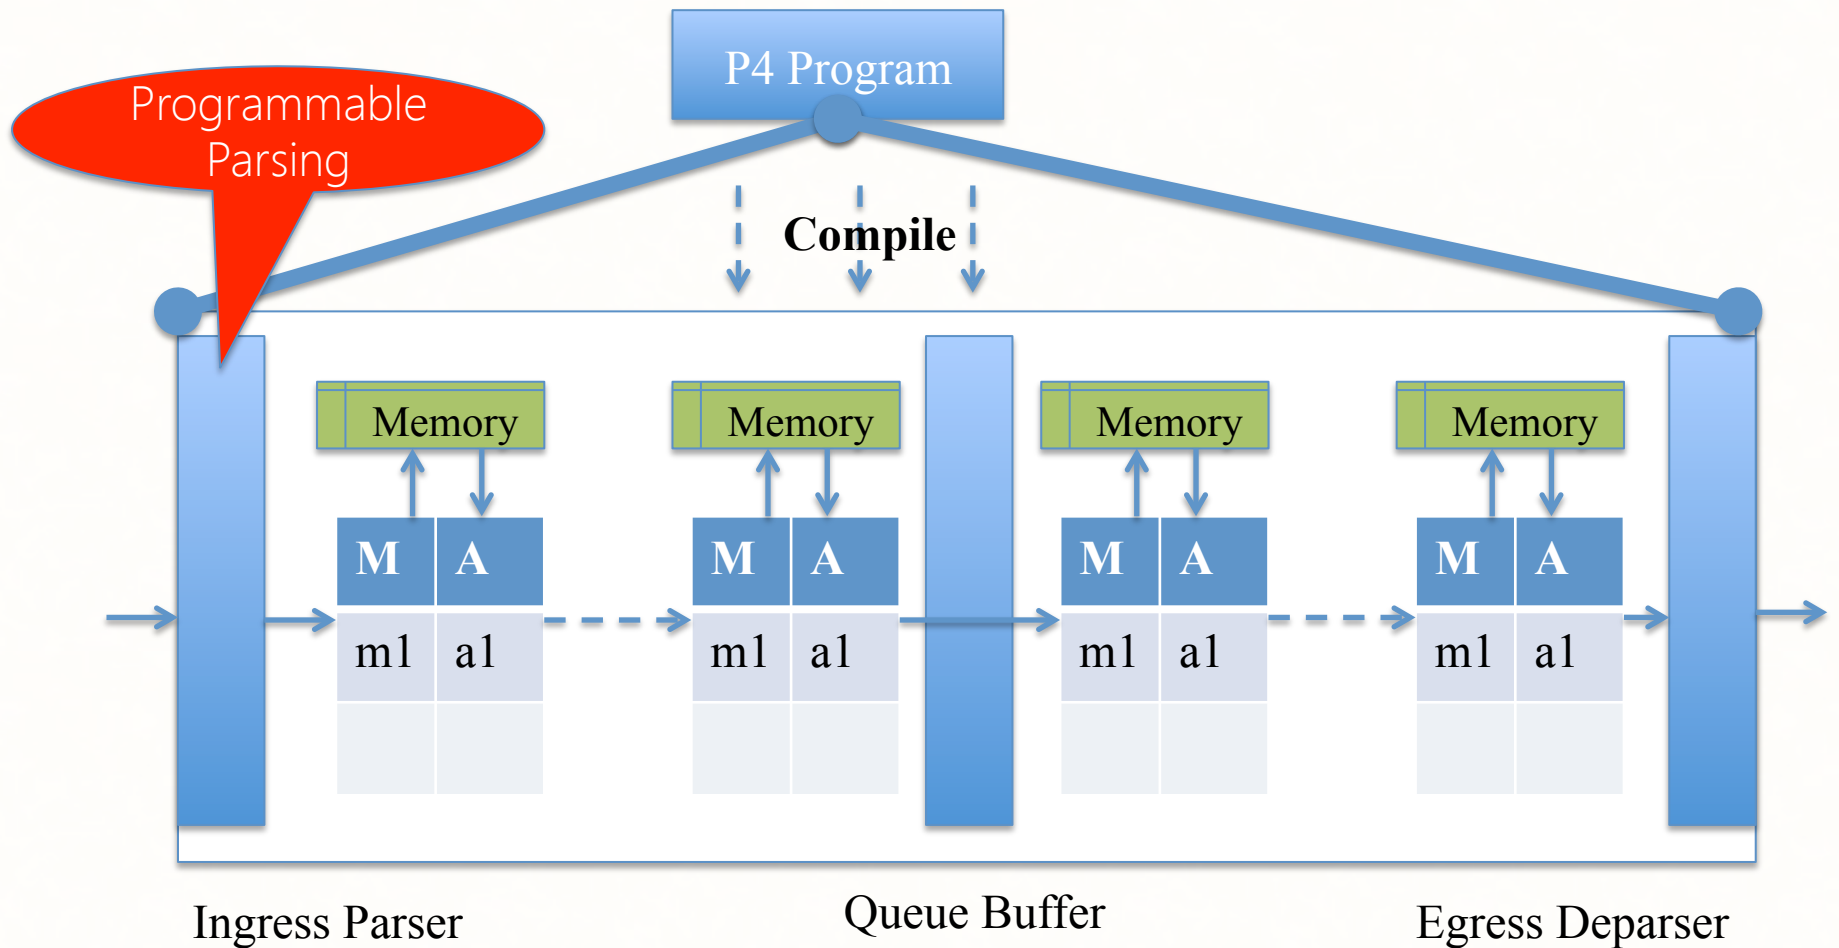 P4 Program
Programmable
Parsing
Compile
Memory Memory Memory Memory
M A M A M A M A
m1 a1 m1 a1 m1 a1 m1 a1
Ingress Parser Queue Buffer Egress Deparser